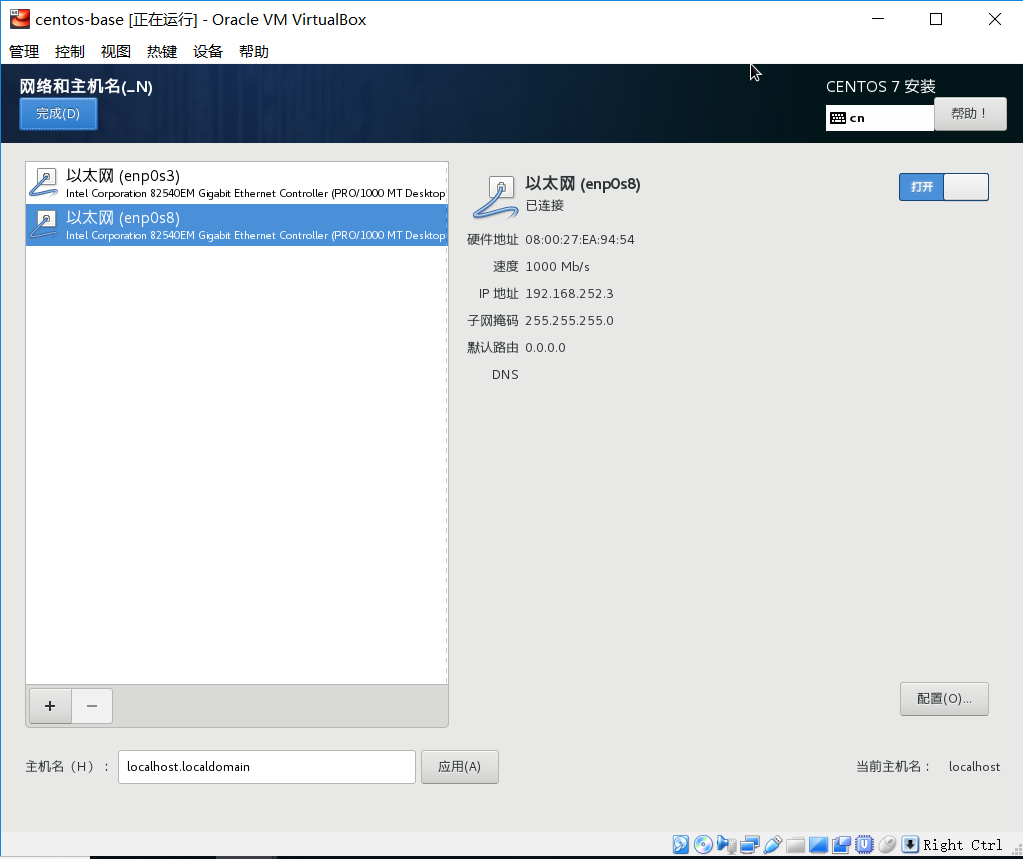 centos-base [正在运行] - Oracle VM VirtualBox
管理 控制 视图 热键 设备 帮助
网络和主机名(_N)
CENTOS 7 安装
完成(D)
cn
帮助！
以太网 (enp0s3)
Intel Corporation 82540EM Gigabit Ethernet Controller (PRO/1000 MT Desktop
以太网 (enp0s8)
Intel Corporation 82540EM Gigabit Ethernet Controller (PRO/1000 MT Desktop
以太网 (enp0s8)
已连接
打开
硬件地址 08:00:27:EA:94:54
速度 1000 Mb/s
IP 地址 192.168.252.3
子网掩码 255.255.255.0
默认路由 0.0.0.0
DNS
+ −
配置(O)...
主机名（H）： localhost.localdomain 应用(A) 当前主机名： localhost
Right Ctrl